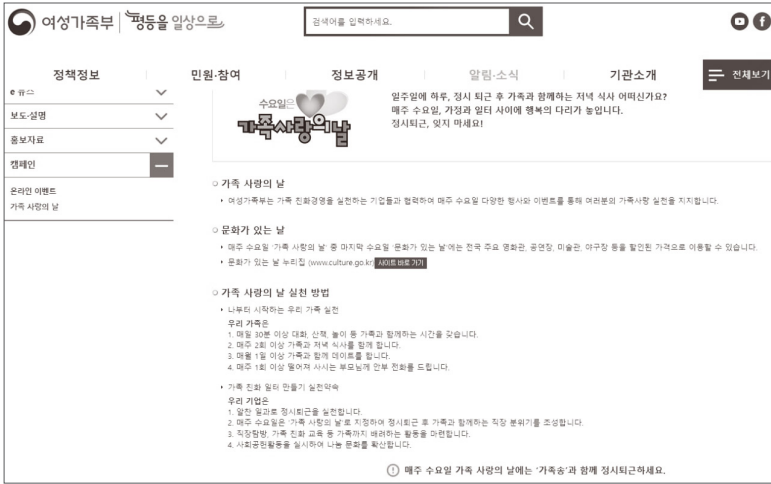 여성가족부 평등을 일상으로
검색어를 입력하세요.
정책정보 민원·참여 정보공개 알림·소식 기관소개 전체보기
e 뉴스
보도·설명
홍보자료
캠페인
온라인 이벤트
가족 사랑의 날
수요일은
가족사랑의날
일주일에 하루, 정시 퇴근 후 가족과 함께하는 저녁 식사 어떠신가요?
매주 수요일, 가정과 일터 사이에 행복의 다리가 놓입니다.
정시퇴근, 잊지 마세요!
가족 사랑의 날
여성가족부는 가족 친화경영을 실천하는 기업들과 협력하여 매주 수요일 다양한 행사와 이벤트를 통해 여러분의 가족사랑 실천을 지지합니다.
문화가 있는 날
매주 수요일 '가족 사랑의 날' 중 마지막 수요일 '문화가 있는 날'에는 전국 주요 영화관, 공연장, 미술관, 야구장 등을 할인된 가격으로 이용할 수 있습니다.
문화가 있는 날 누리집 (www.culture.go.kr) 사이트 바로 가기
가족 사랑의 날 실천 방법
나부터 시작하는 우리 가족 실천
우리 가족은
1. 매일 30분 이상 대화, 산책, 놀이 등 가족과 함께하는 시간을 갖습니다.
2. 매주 2회 이상 가족과 저녁 식사를 함께 합니다.
3. 매월 1일 이상 가족과 함께 데이트를 합니다.
4. 매주 1회 이상 떨어져 사시는 부모님께 안부 전화를 드립니다.
가족 친화 일터 만들기 실천약속
우리 기업은
1. 알찬 일과로 정시퇴근을 실천합니다.
2. 매주 수요일은 '가족 사랑의 날'로 지정하여 정시퇴근 후 가족과 함께하는 직장 분위기를 조성합니다.
3. 직장탐방, 가족 친화 교육 등 가족까지 배려하는 활동을 마련합니다.
4. 사회공헌활동을 실시하여 나눔 문화를 확산합니다.
매주 수요일 가족 사랑의 날에는 '가족송'과 함께 정시퇴근하세요.